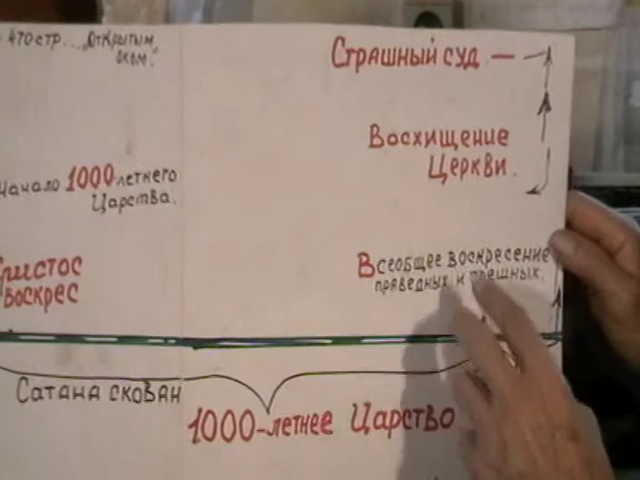 470 стр... "Открытым
оком."
Страшный суд —
Восхищение
Церкви.
Начало 1000 летнего
Царства.
Христос
Воскрес
Всеобщее воскресение
праведных и грешных.
Сатана скован
1000-летнее Царство